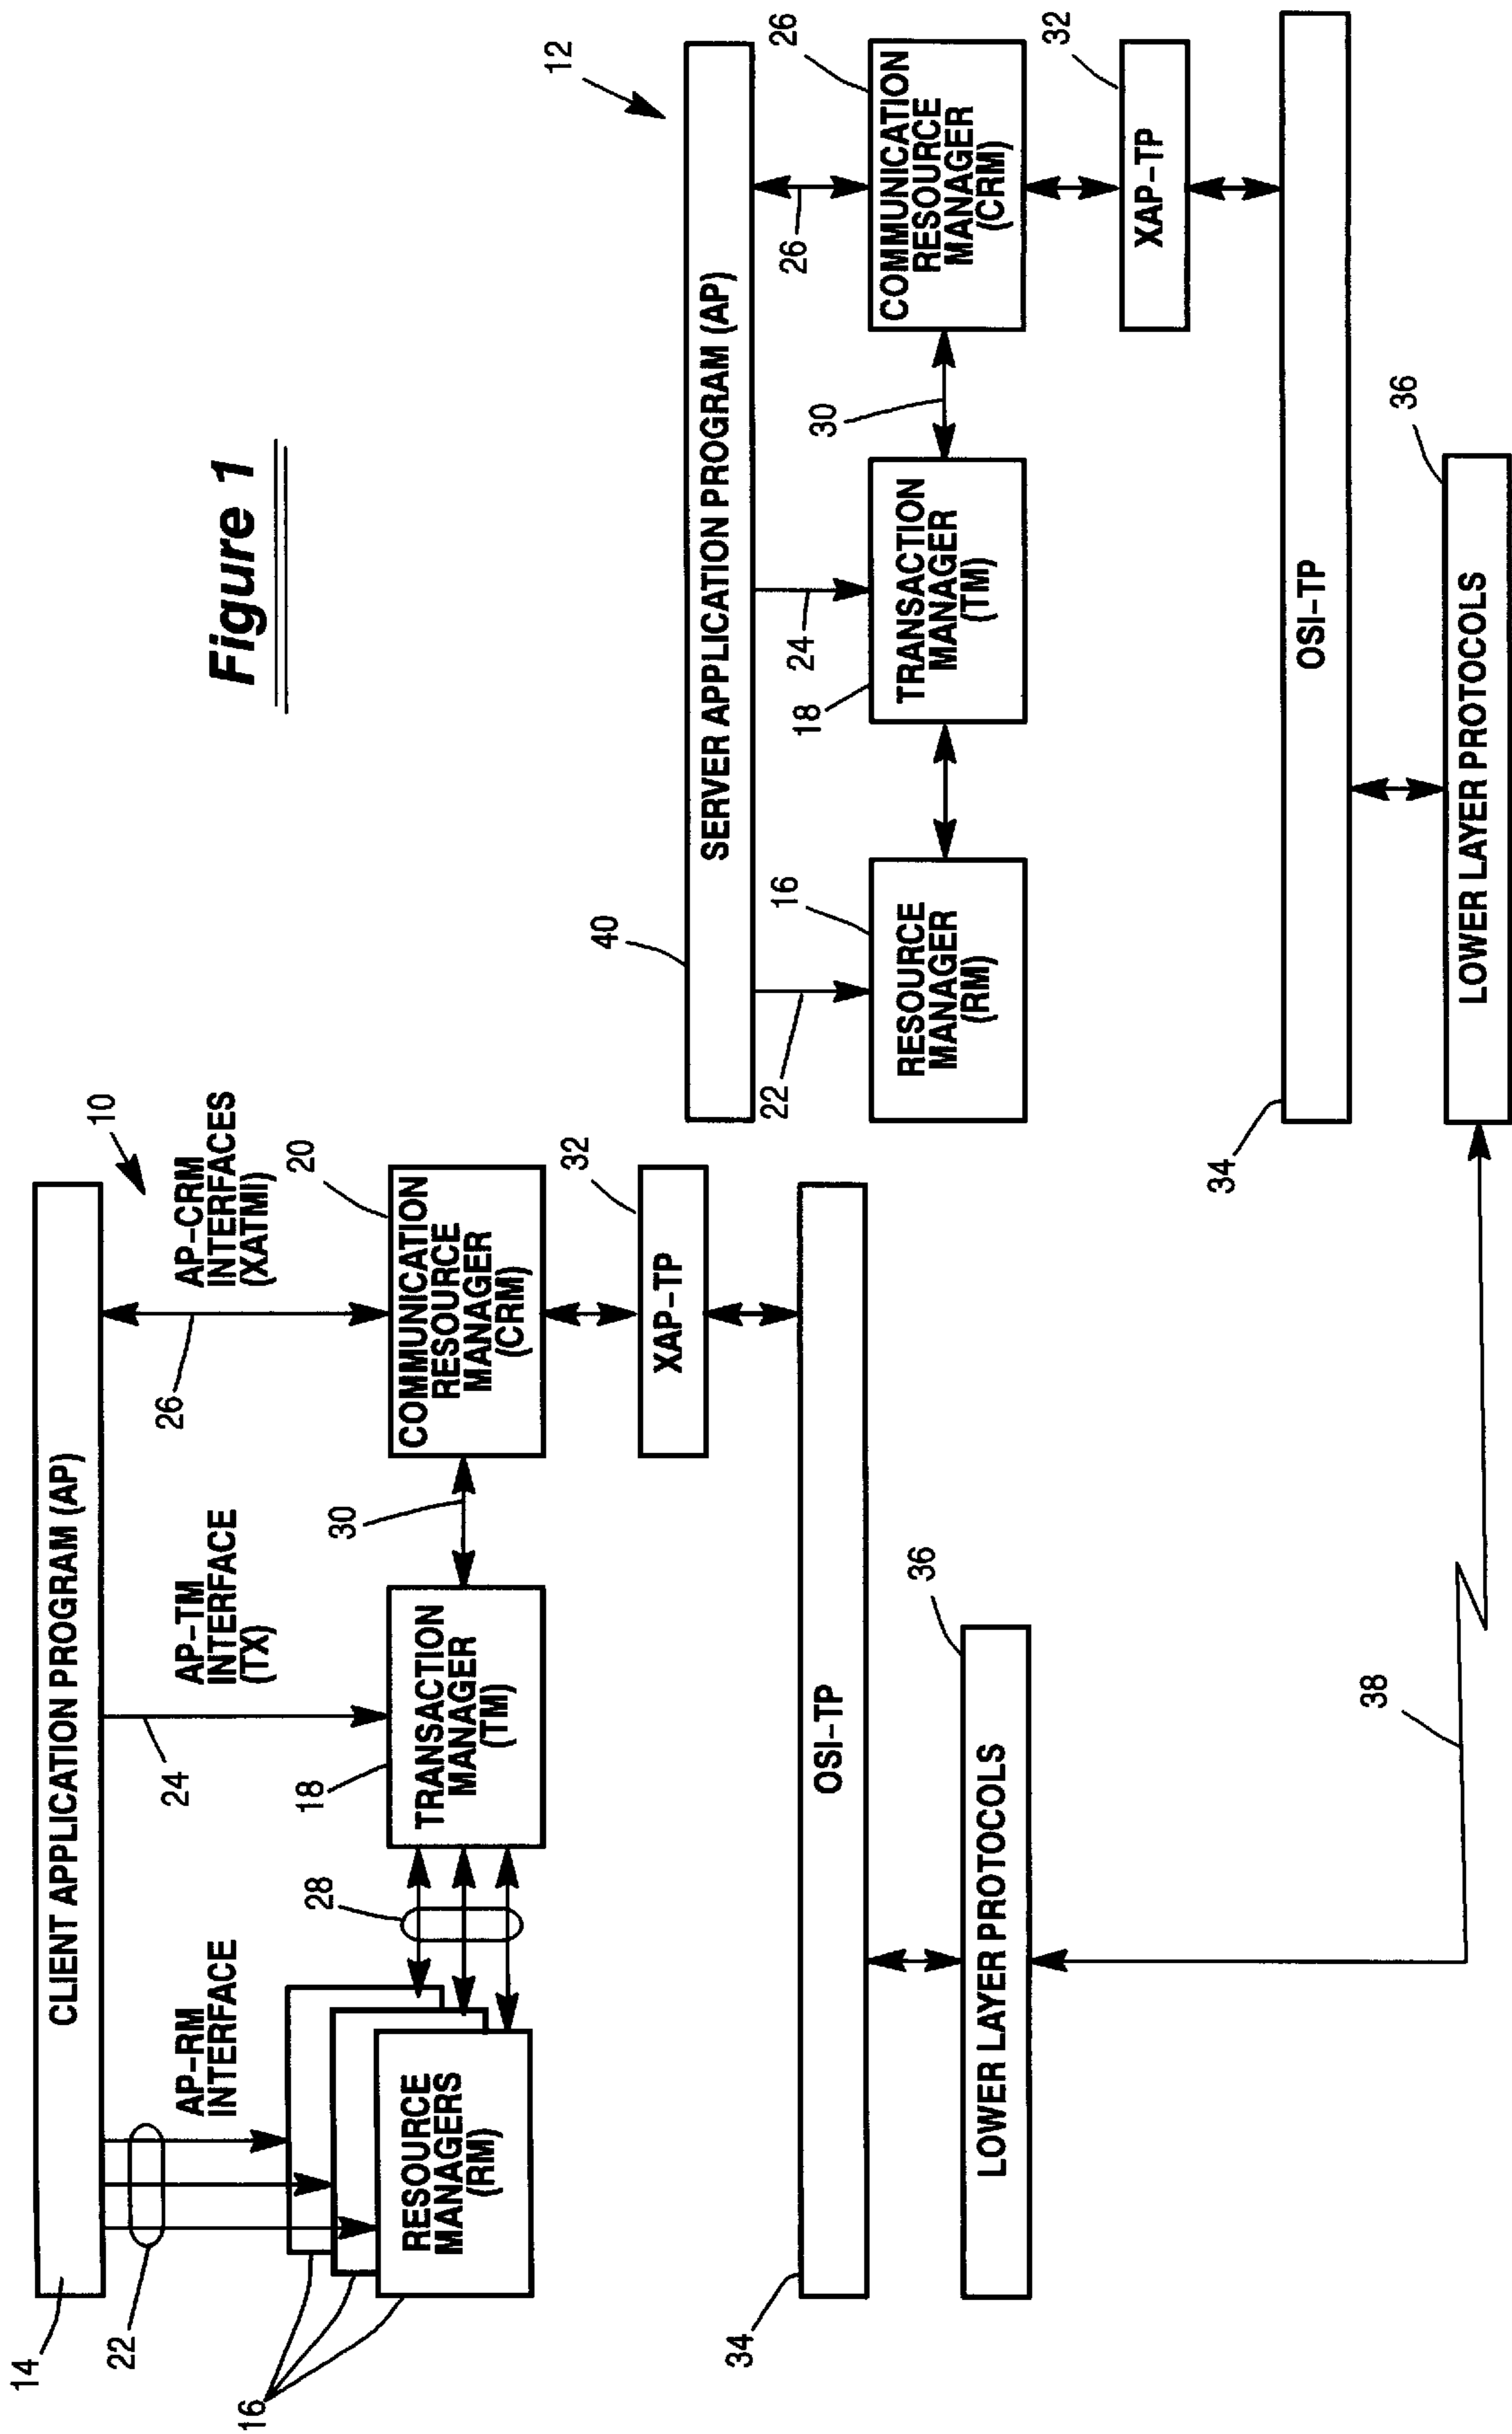 Figure 1
14
CLIENT APPLICATION PROGRAM (AP)
10
22
AP-RM
INTERFACE
24
AP-TM
INTERFACE
(TX)
26
AP-CRM
INTERFACES
(XATMI)
16
RESOURCE
MANAGERS
(RM)
28
18
TRANSACTION
MANAGER
(TM)
30
20
COMMUNICATION
RESOURCE
MANAGER
(CRM)
32
XAP-TP
34
OSI-TP
36
LOWER LAYER PROTOCOLS
38
12
40
SERVER APPLICATION PROGRAM (AP)
22
24
26
16
RESOURCE
MANAGER
(RM)
18
TRANSACTION
MANAGER
(TM)
30
26
COMMUNICATION
RESOURCE
MANAGER
(CRM)
32
XAP-TP
34
OSI-TP
36
LOWER LAYER PROTOCOLS